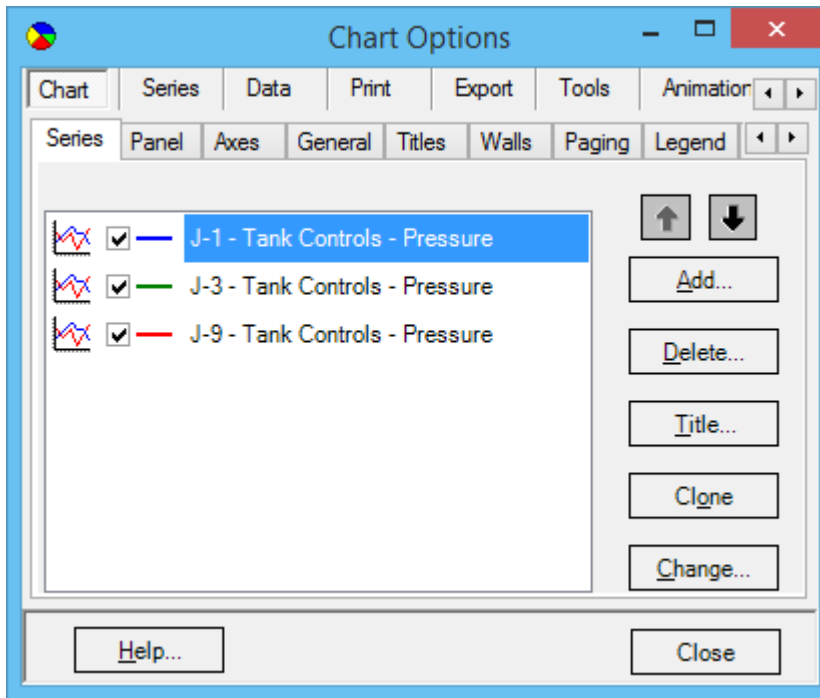 Chart Options
Chart Series Data Print Export Tools Animation
Series Panel Axes General Titles Walls Paging Legend
J-1 - Tank Controls - Pressure
J-3 - Tank Controls - Pressure
J-9 - Tank Controls - Pressure
Add...
Delete...
Title...
Clone
Change...
Help...
Close